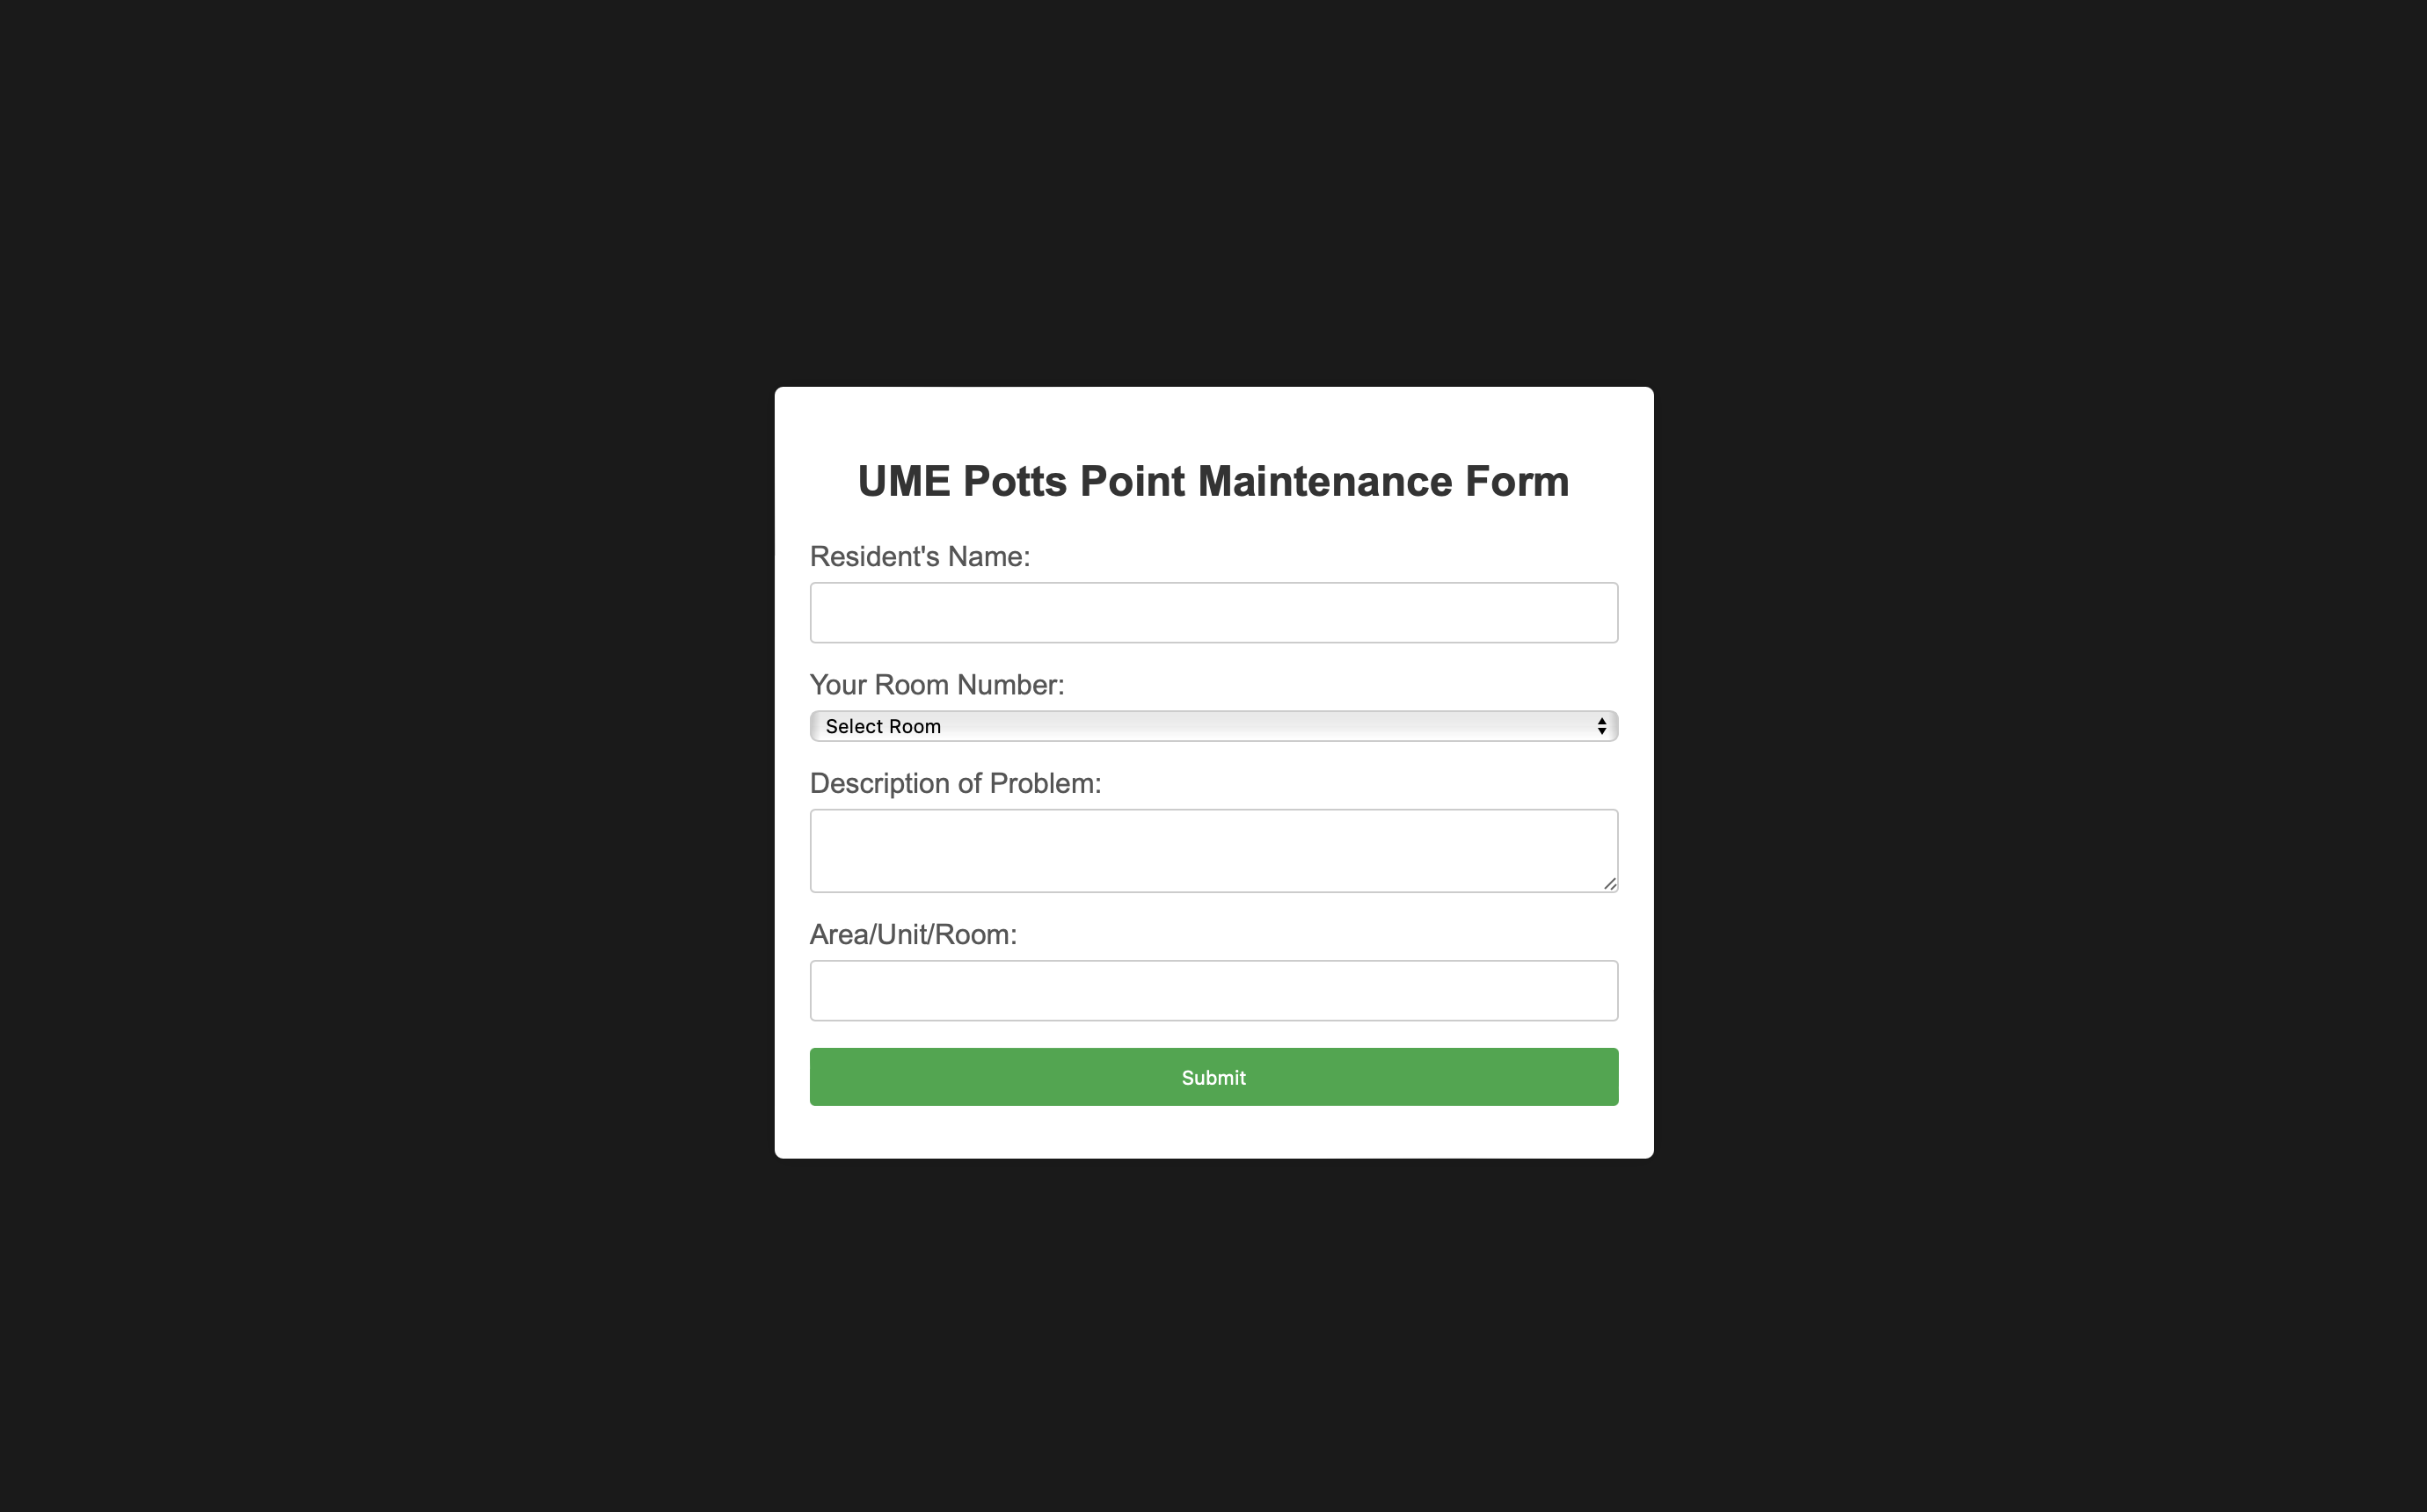 UME Potts Point Maintenance Form
Resident's Name:
Your Room Number:
Select Room
Description of Problem:
Area/Unit/Room:
Submit